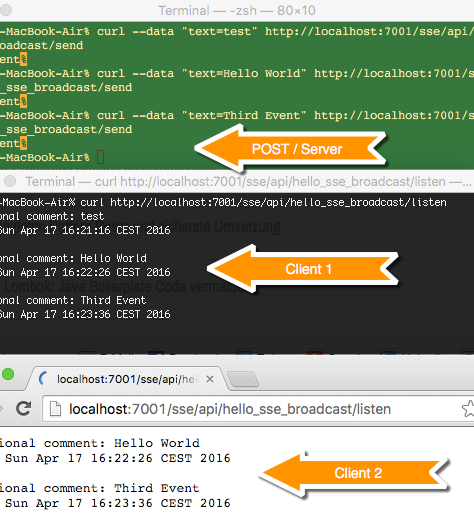 Terminal — -zsh — 80×10
-MacBook-Air% curl --data "text=test" http://localhost:7001/sse/api/
oadcast/send
ent%
-MacBook-Air% curl --data "text=Hello World" http://localhost:7001/s
_sse_broadcast/send
ent%
-MacBook-Air% curl --data "text=Third Event" http://localhost:7001/s
_sse_broadcast/send
ent%
-MacBook-Air%
POST / Server
Terminal — curl http://localhost:7001/sse/api/hello_sse_broadcast/listen —...
-MacBook-Air% curl http://localhost:7001/sse/api/hello_sse_broadcast/listen
onal comment: test
Sun Apr 17 16:21:16 CEST 2016
sicherste Umsetzung
onal comment: Hello World
Sun Apr 17 16:22:26 CEST 2016
Client 1
Lombok: Java Boilerplate Code
onal comment: Third Event
Sun Apr 17 16:23:36 CEST 2016
localhost:7001/sse/api/hel
localhost:7001/sse/api/hello_sse_broadcast/listen
ional comment: Hello World
Sun Apr 17 16:22:26 CEST 2016
ional comment: Third Event
Sun Apr 17 16:23:36 CEST 2016
Client 2